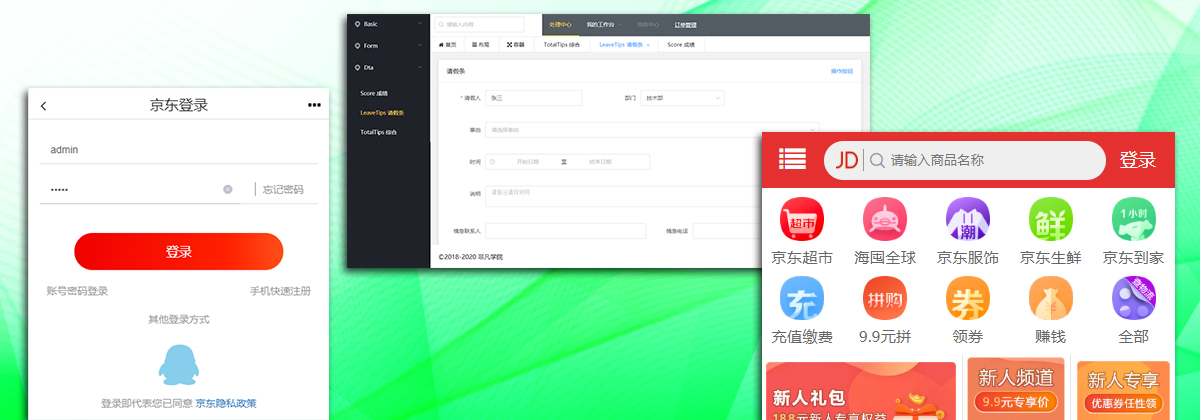 京东登录
admin
•••••
忘记密码
登录
账号密码登录
手机快速注册
其他登录方式
登录即代表您已同意 京东隐私政策
Basic
Form
Dta
Score 成绩
LeaveTips 请假条
TotalTips 综合
请输入内容
处理中心
我的工作台
消息中心
订单管理
首页
布局
容器
TotalTips 综合
LeaveTips 请假条
Score 成绩
请假条
操作按钮
* 请假人
张三
部门
技术部
事由
请选择事由
时间
开始日期
至
结束日期
说明
请备注请假说明
情急联系人
情急电话
©2018-2020 非凡学院
JD
请输入商品名称
登录
超市
京东超市
海囤全球
潮
京东服饰
鲜
京东生鲜
1小时
京东到家
充
充值缴费
拼购
9.9元拼
券
领券
赚钱
查物流
全部
新人礼包
188元新人专享权益
新人频道
9.9元专享价
新人专享
优惠券任性领